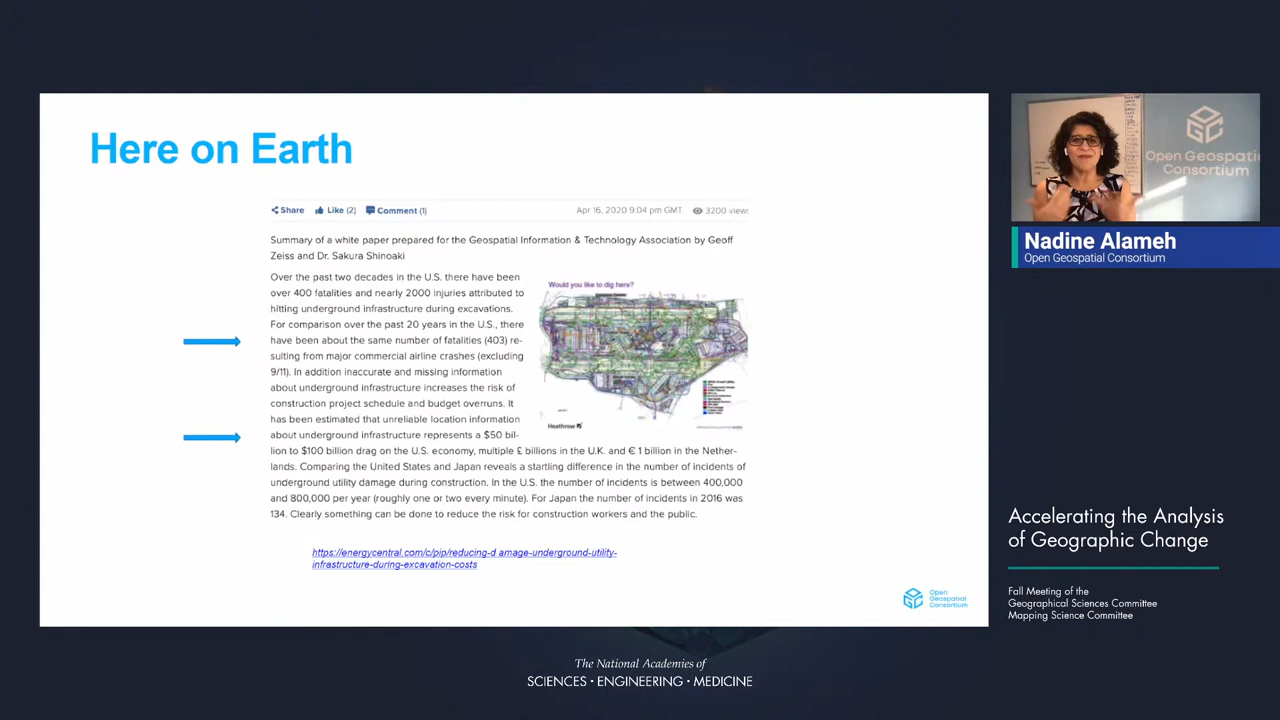 Here on Earth
Share Like (2) Comment (1) Apr 16, 2020 9:04 pm GMT 3200 views
Summary of a white paper prepared for the Geospatial Information & Technology Association by Geoff
Zeiss and Dr. Sakura Shinoaki
Over the past two decades in the U.S. there have been
over 400 fatalities and nearly 2000 injuries attributed to
hitting underground infrastructure during excavations.
For comparison over the past 20 years in the U.S., there
have been about the same number of fatalities (403) re-
sulting from major commercial airline crashes (excluding
9/11). In addition inaccurate and missing information
about underground infrastructure increases the risk of
construction project schedule and budget overruns. It
has been estimated that unreliable location information
about underground infrastructure represents a $50 bil-
lion to $100 billion drag on the U.S. economy, multiple £ billions in the U.K. and € 1 billion in the Nether-
lands. Comparing the United States and Japan reveals a startling difference in the number of incidents of
underground utility damage during construction. In the U.S. the number of incidents is between 400,000
and 800,000 per year (roughly one or two every minute). For Japan the number of incidents in 2016 was
134. Clearly something can be done to reduce the risk for construction workers and the public.
Would you like to dig here?
Heathrow
https://energycentral.com/c/pip/reducing-d amage-underground-utility-
infrastructure-during-excavation-costs
Open
Geospatial
Consortium
Open Geospati
Consortium
Nadine Alameh
Open Geospatial Consortium
Accelerating the Analysis
of Geographic Change
Fall Meeting of the
Geographical Sciences Committee
Mapping Science Committee
The National Academies of
SCIENCES • ENGINEERING • MEDICINE